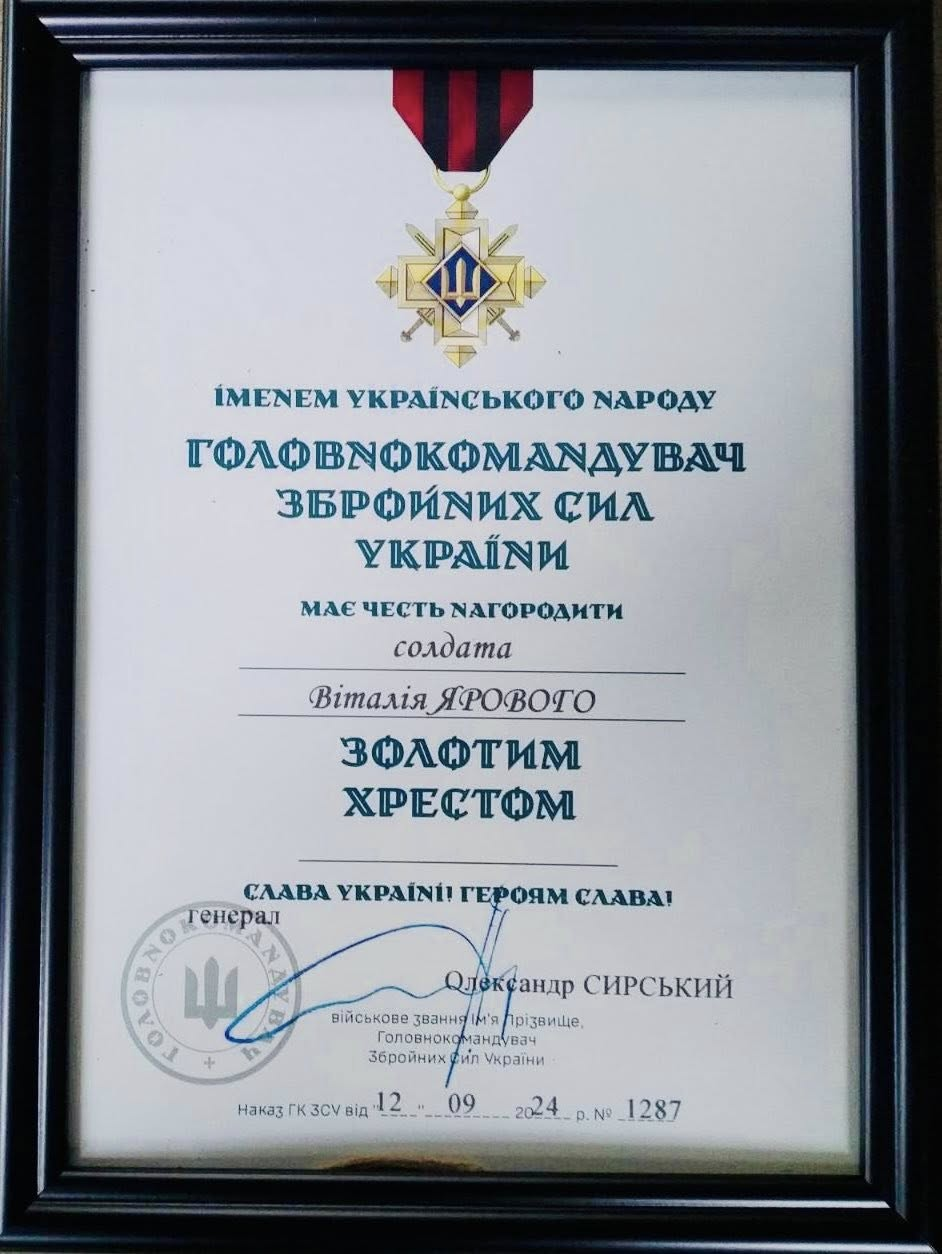 ІМЕНЕМ УКРАЇНСЬКОГО НАРОДУ
ГОЛОВНОКОМАНДУВАЧ
ЗБРОЙНИХ СИЛ
УКРАЇНИ
МАЄ ЧЕСТЬ НАГОРОДИТИ
солдата
Віталія ЯРОВОГО
ЗОЛОТИМ
ХРЕСТОМ
СЛАВА УКРАЇНІ! ГЕРОЯМ СЛАВА!
генерал
ГОЛОВНОКОМАНДУВАЧ
Олександр СИРСЬКИЙ
військове звання Ім'я Прізвище,
Головнокомандувач
Збройних Сил України
Наказ ГК ЗСУ від "12" 09 2024 р. № 1287